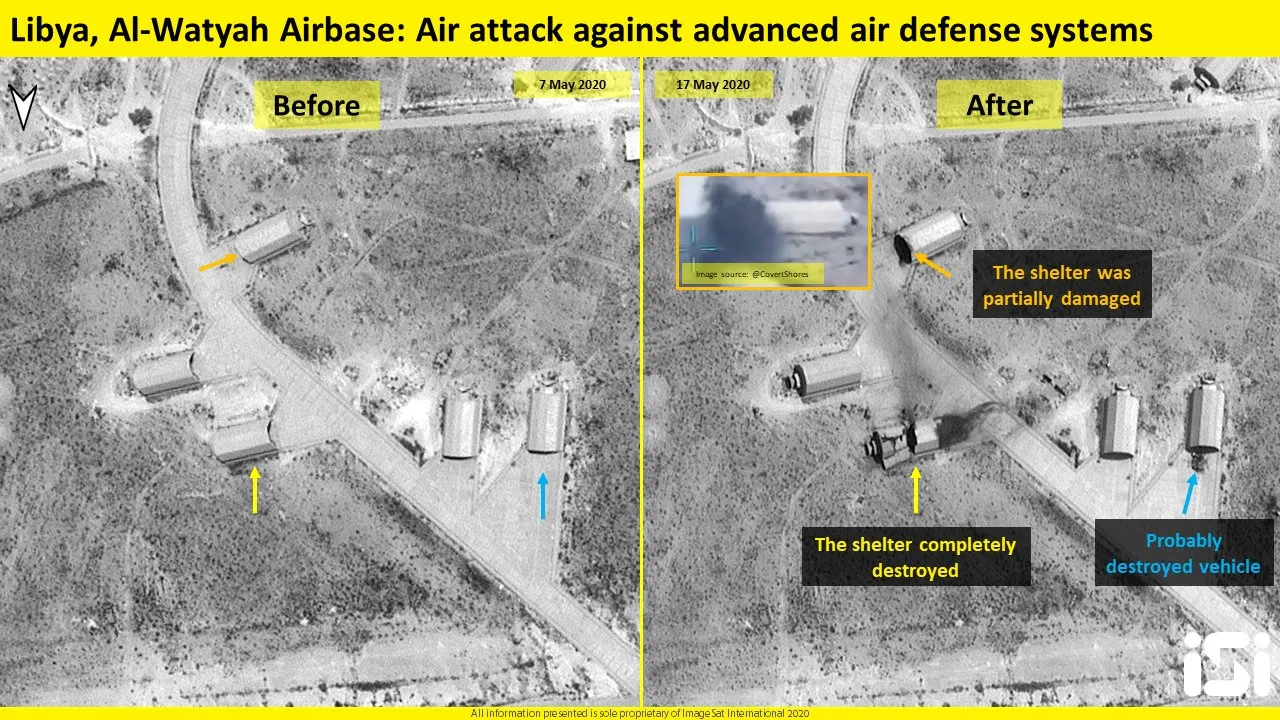 Libya, Al-Watyah Airbase: Air attack against advanced air defense systems
7 May 2020
Before
17 May 2020
After
Image source: @CovertShores
The shelter was
partially damaged
The shelter completely
destroyed
Probably
destroyed vehicle
iSi
All information presented is sole proprietary of ImageSat International 2020